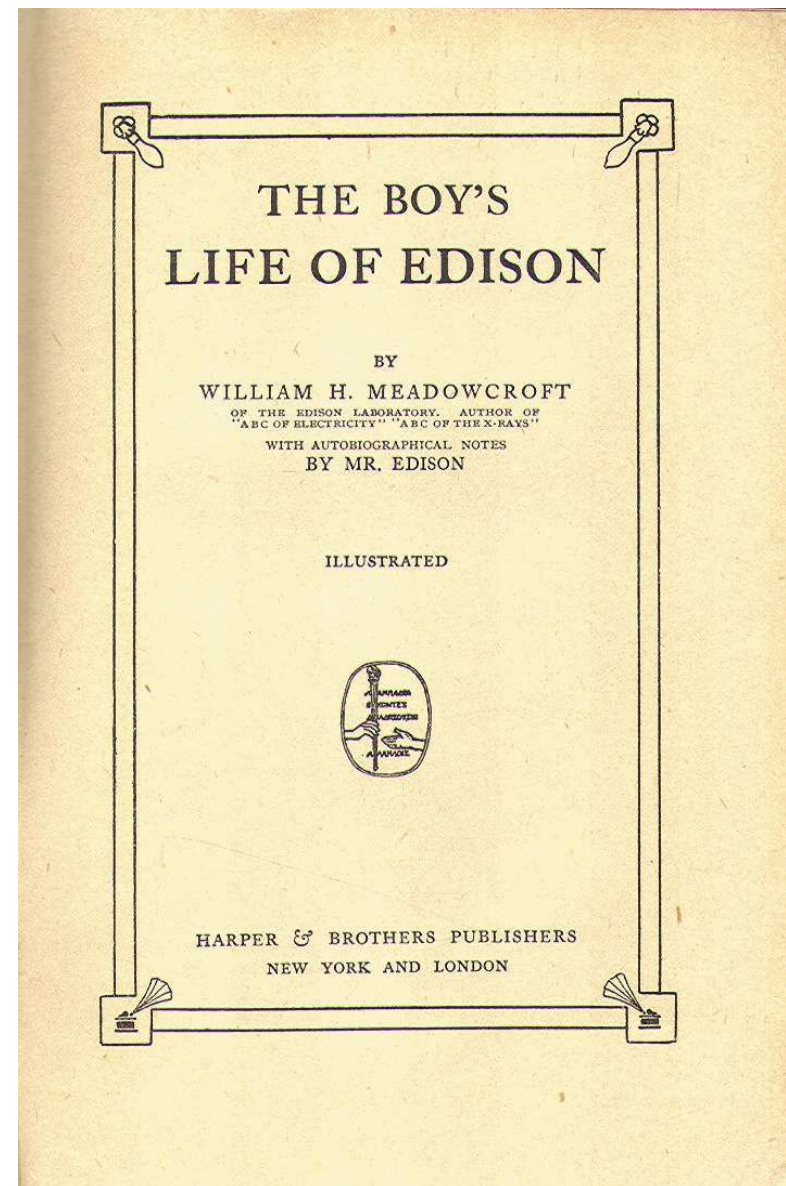 THE BOY'S
LIFE OF EDISON
BY
WILLIAM H. MEADOWCROFT
OF THE EDISON LABORATORY. AUTHOR OF
"ABC OF ELECTRICITY" "ABC OF THE X-RAYS"
WITH AUTOBIOGRAPHICAL NOTES
BY MR. EDISON
ILLUSTRATED
HARPER & BROTHERS PUBLISHERS
NEW YORK AND LONDON